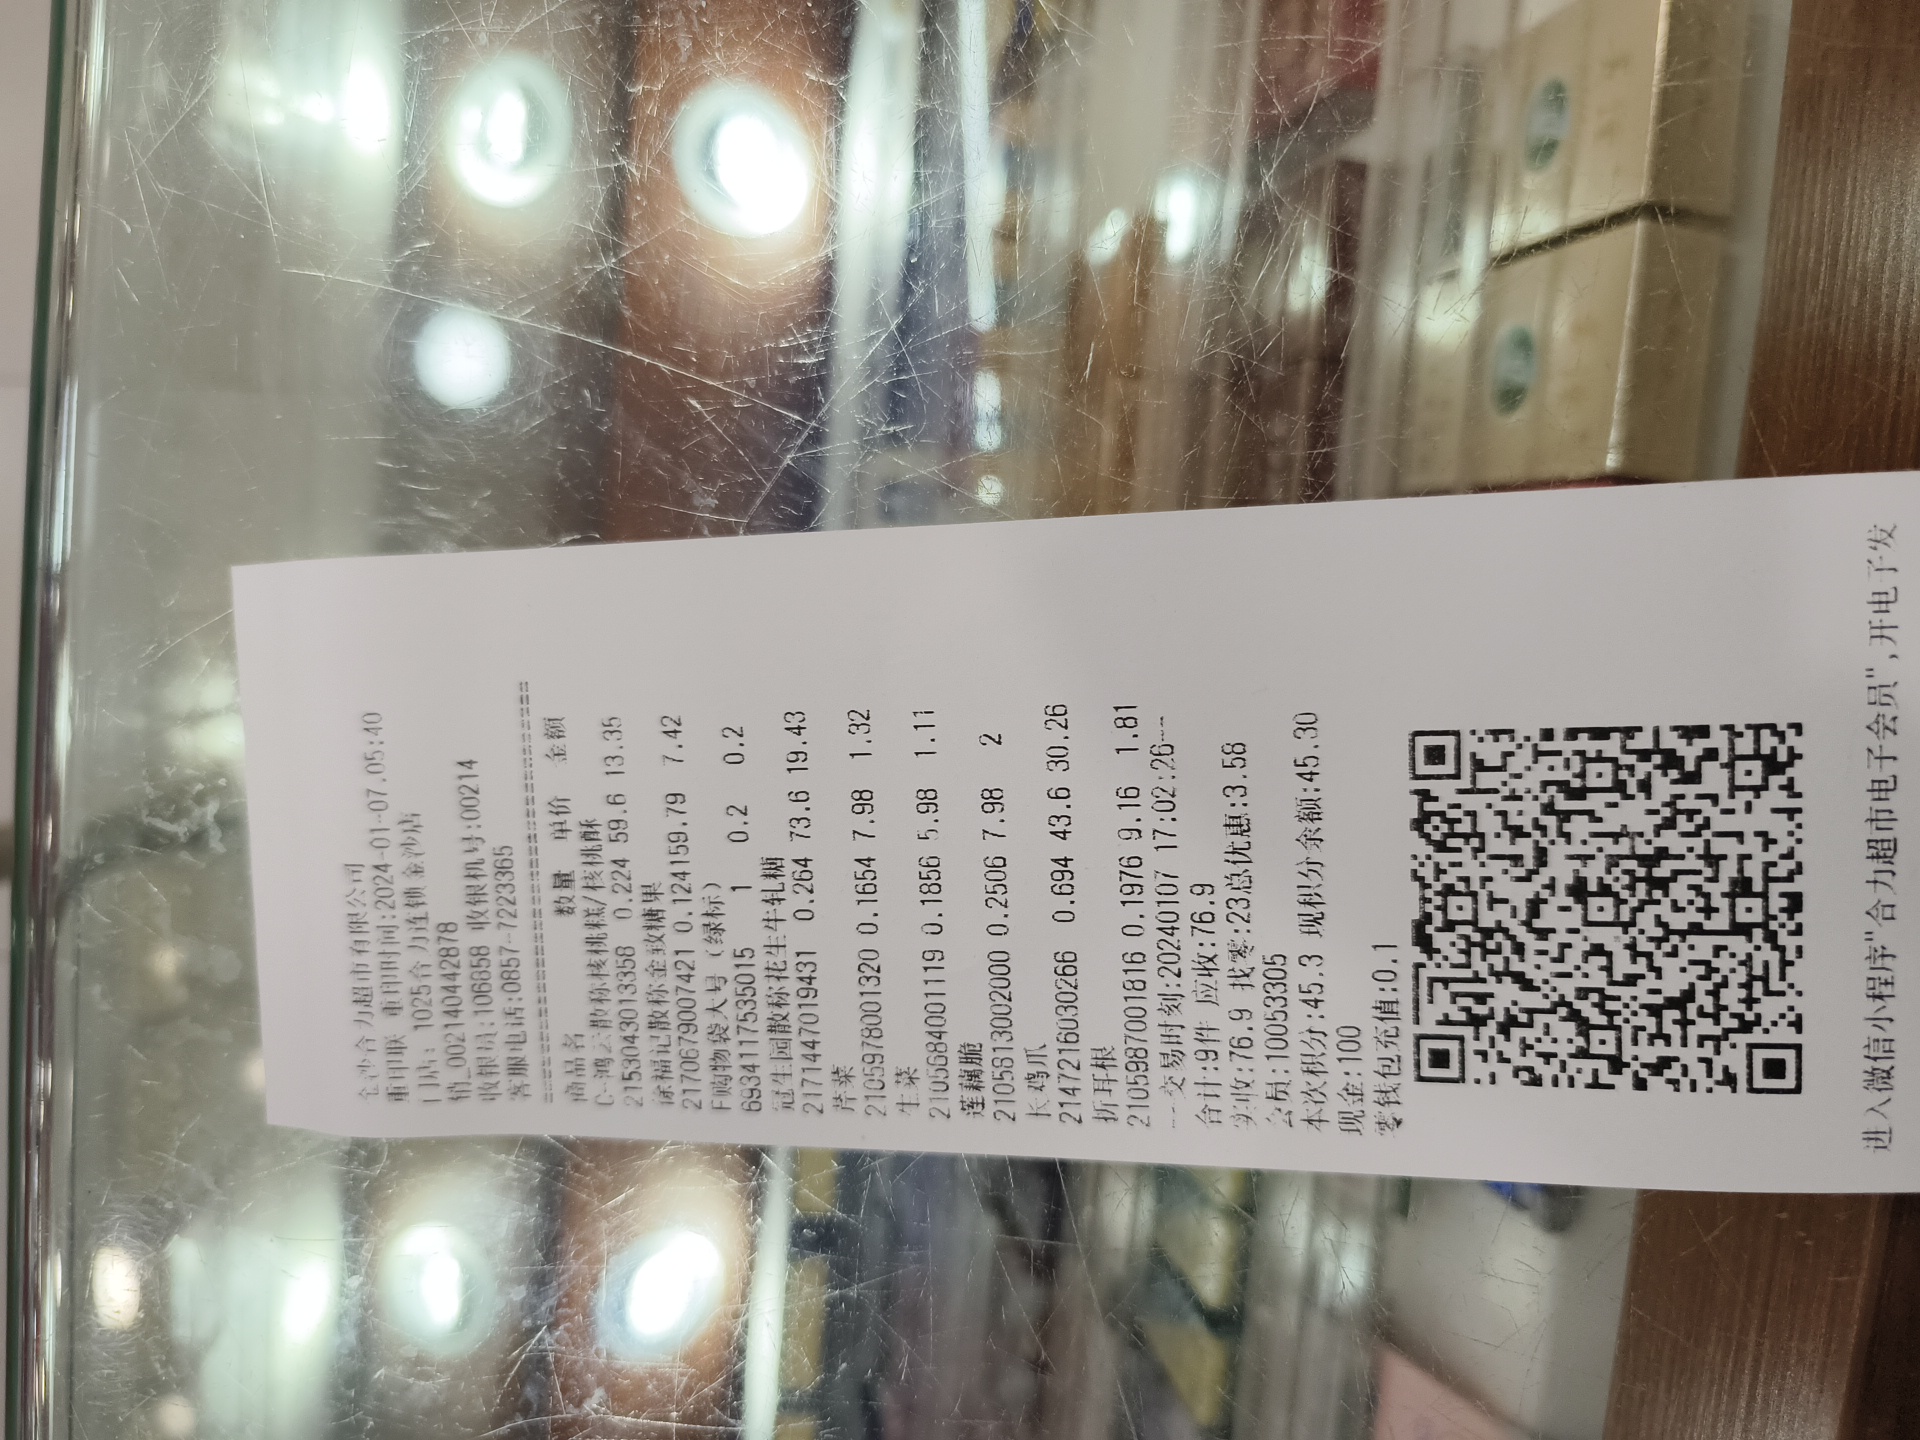 金沙合力超市有限公司
重印联 重印时间:2024-01-07.05:40
门店: 1025合力连锁金沙店
销_002140442878
收银员:106858 收银机号:00214
客服电话:0857-7223365
================================
商品名 数量 单价 金额
C-鸿云散称核桃糕/核桃酥
2153043013358 0.224 59.6 13.35
徐福记散称金致糖果
2170679007421 0.124159.79 7.42
F购物袋大号(绿标)
6934117535015 1 0.2 0.2
冠生园散称花生牛轧糖
2171447019431 0.264 73.6 19.43
芹菜
2105978001320 0.1654 7.98 1.32
生菜
2105684001119 0.1856 5.98 1.11
莲藕脆
2105813002000 0.2506 7.98 2
长鸡爪
2147216030266 0.694 43.6 30.26
折耳根
2105987001816 0.1976 9.16 1.81
---交易时刻:20240107 17:02:26---
合计:9件 应收:76.9
实收:76.9 找零:23总优惠:3.58
会员:10053305
本次积分:45.3 现积分余额:45.30
现金:100
零钱包充值:0.1
进入微信小程序"合力超市电子会员",开电子发